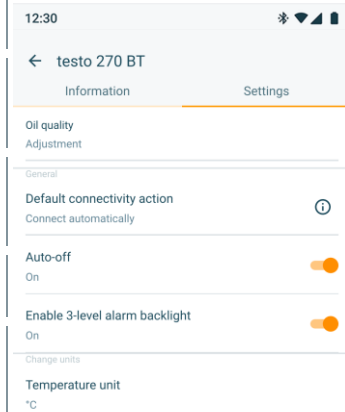 12:30
testo 270 BT
Information Settings
Oil quality
Adjustment
General
Default connectivity action
Connect automatically
Auto-off
On
Enable 3-level alarm backlight
On
Change units
Temperature unit
°C